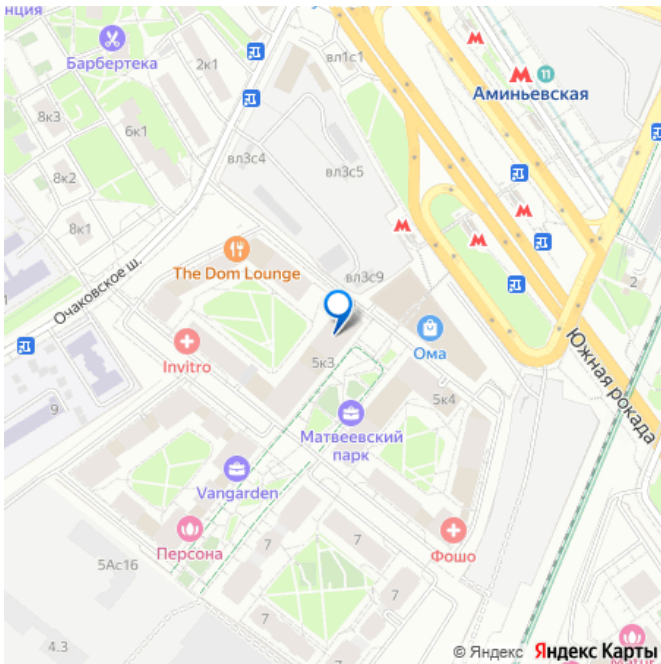 нция
Барбертека
2к1
вл1с1
11
Аминьевская
8к3
6к1
8к2
вл3с4
вл3с5
8к1
The Dom Lounge
вл3с9
2
Очаковское ш.
Invitro
5к3
Ома
Южная рокада
9
5к4
Матвеевский
парк
Vangarden
Персона
Фошо
7
7
7
7
5Ас16
4.3
© Яндекс Яндекс Карты